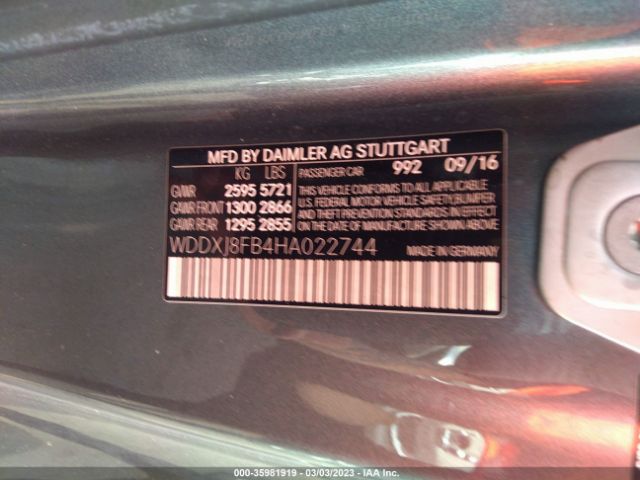 MFD BY DAIMLER AG STUTTGART
KG LBS PASSENGER CAR 992 09/16
GVWR 2595 5721
GAWR FRONT 1300 2866
GAWR REAR 1295 2855
THIS VEHICLE CONFORMS TO ALL APPLICABLE
U.S. FEDERAL MOTOR VEHICLE SAFETY,BUMPER
AND THEFT PREVENTION STANDARDS IN EFFECT
ON THE DATE OF MANUFACTURE SHOWN ABOVE.
WDDXJ8FB4HA022744
MADE IN GERMANY
000-35981919 - 03/03/2023 - IAA Inc.